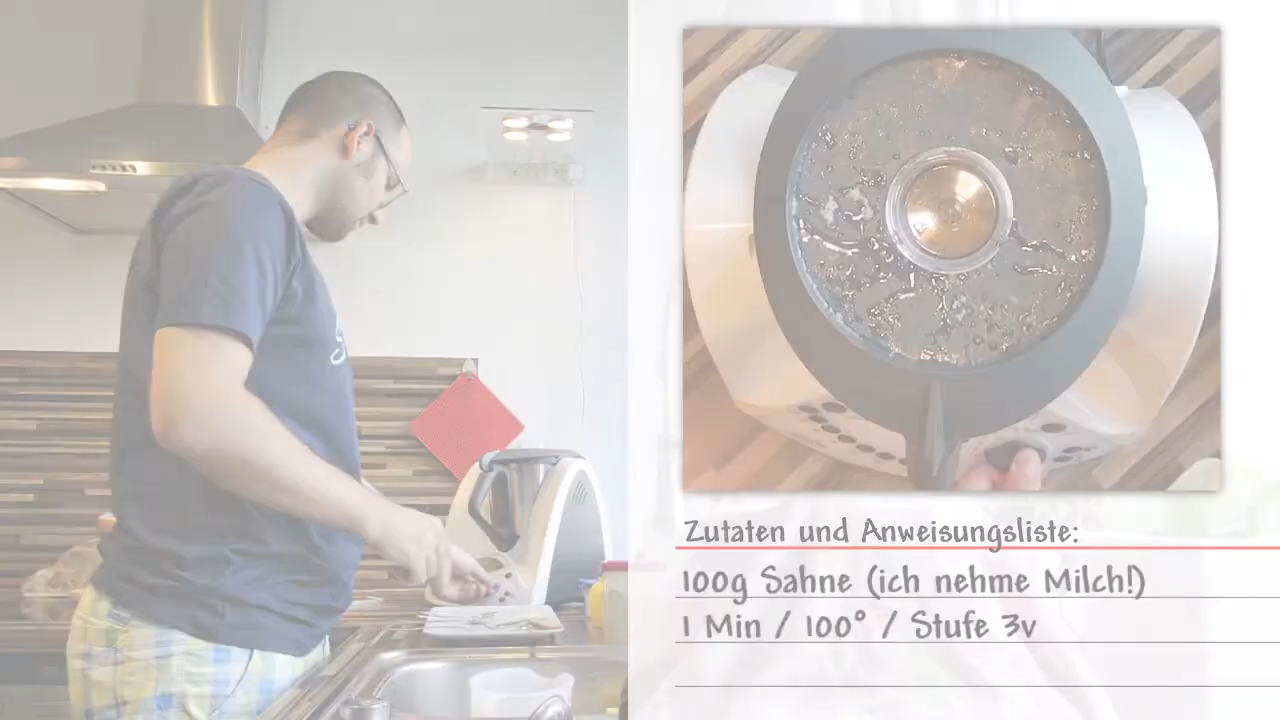 Zutaten und Anweisungsliste:
100g Sahne (ich nehme Milch!)
1 Min / 100° / Stufe 3v